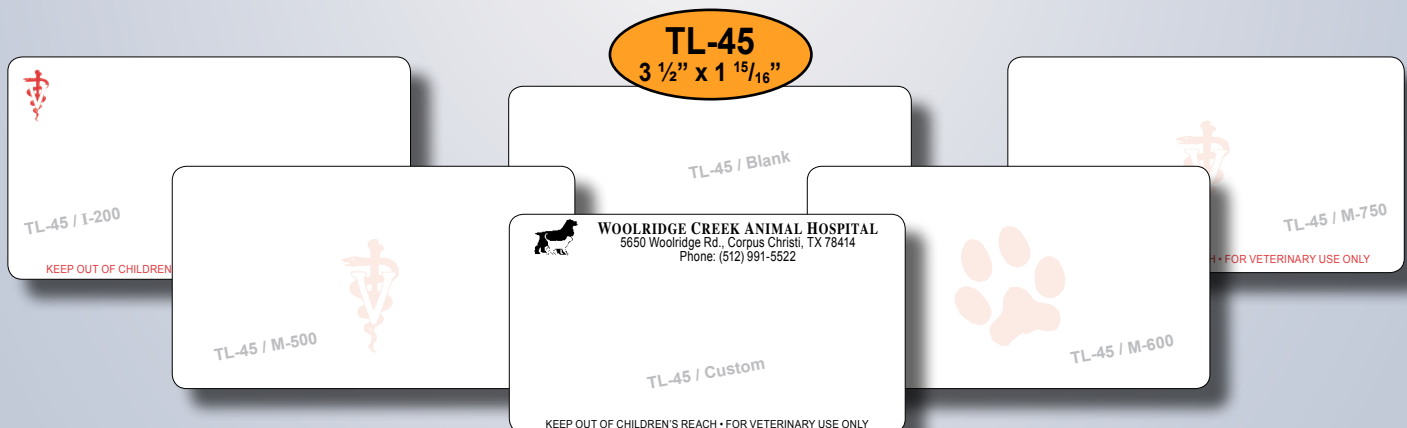 TL-45
3 ½” x 1 15/16”
TL-45 / I-200
KEEP OUT OF CHILDREN
TL-45 / Blank
TL-45 / M-750
H • FOR VETERINARY USE ONLY
TL-45 / M-500
WOOLRIDGE CREEK ANIMAL HOSPITAL
5650 Woolridge Rd., Corpus Christi, TX 78414
Phone: (512) 991-5522
TL-45 / Custom
KEEP OUT OF CHILDREN'S REACH • FOR VETERINARY USE ONLY
TL-45 / M-600